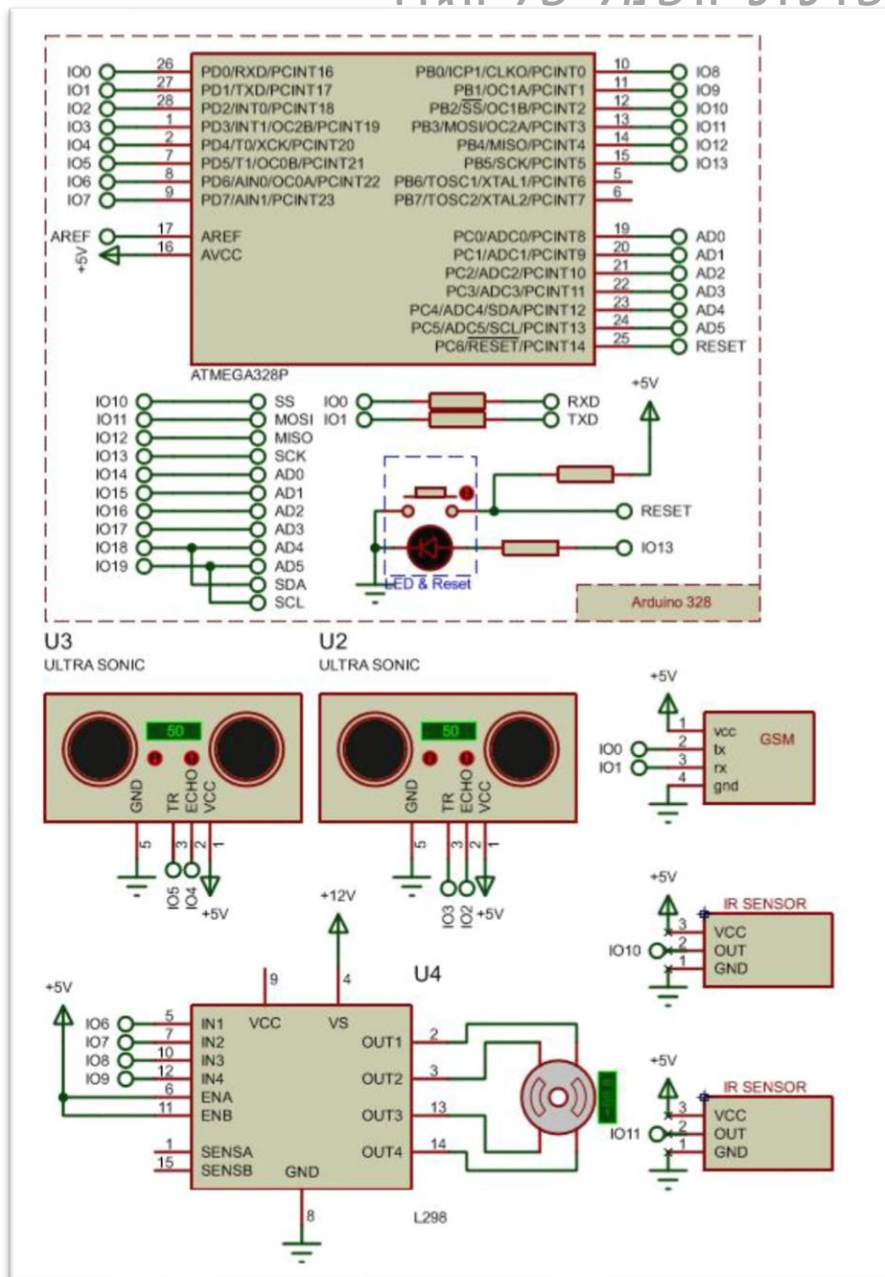 IO0 26 PD0/RXD/PCINT16 PB0/ICP1/CLKO/PCINT0 10 IO8
IO1 27 PD1/TXD/PCINT17 PB1/OC1A/PCINT1 11 IO9
IO2 28 PD2/INT0/PCINT18 PB2/SS/OC1B/PCINT2 12 IO10
IO3 1 PD3/INT1/OC2B/PCINT19 PB3/MOSI/OC2A/PCINT3 13 IO11
IO4 2 PD4/T0/XCK/PCINT20 PB4/MISO/PCINT4 14 IO12
IO5 7 PD5/T1/OC0B/PCINT21 PB5/SCK/PCINT5 15 IO13
IO6 8 PD6/AIN0/OC0A/PCINT22 PB6/TOSC1/XTAL1/PCINT6 5
IO7 9 PD7/AIN1/PCINT23 PB7/TOSC2/XTAL2/PCINT7 6
AREF 17 AREF PC0/ADC0/PCINT8 19 AD0
+5V 16 AVCC PC1/ADC1/PCINT9 20 AD1
PC2/ADC2/PCINT10 21 AD2
PC3/ADC3/PCINT11 22 AD3
PC4/ADC4/SDA/PCINT12 23 AD4
PC5/ADC5/SCL/PCINT13 24 AD5
PC6/RESET/PCINT14 25 RESET
ATMEGA328P
+5V
IO10 SS IO0 RXD
IO11 MOSI IO1 TXD
IO12 MISO
IO13 SCK
IO14 AD0
IO15 AD1
IO16 AD2 RESET
IO17 AD3
IO18 AD4 IO13
IO19 AD5
SDA LED & Reset
SCL Arduino 328
U3 U2
ULTRA SONIC ULTRA SONIC
50 50
GND TR ECHO VCC GND TR ECHO VCC
5 3 2 1 5 3 2 1
IO5 IO4 +5V IO3 IO2 +5V
+5V
1 vcc GSM
IO0 2 tx
IO1 3 rx
4 gnd
+5V
IR SENSOR
3 VCC
IO10 2 OUT
1 GND
+12V
U4
+5V 9 4
VCC VS
IO6 5 IN1 OUT1 2
IO7 7 IN2
IO8 10 IN3 OUT2 3
IO9 12 IN4
6 ENA OUT3 13
11 ENB
1 SENSA OUT4 14
15 SENSB
GND
8 L298
+5V
IR SENSOR
3 VCC
IO11 2 OUT
1 GND